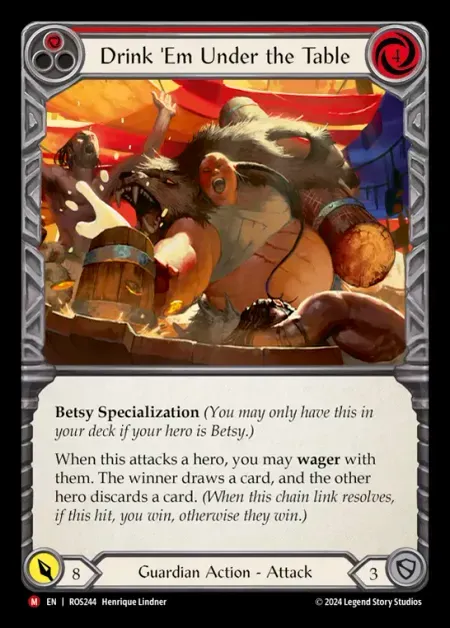 Drink 'Em Under the Table
4
Betsy Specialization (You may only have this in
your deck if your hero is Betsy.)
When this attacks a hero, you may wager with
them. The winner draws a card, and the other
hero discards a card. (When this chain link resolves,
if this hit, you win, otherwise they win.)
8 Guardian Action - Attack 3
M EN | ROS244 Henrique Lindner © 2024 Legend Story Studios